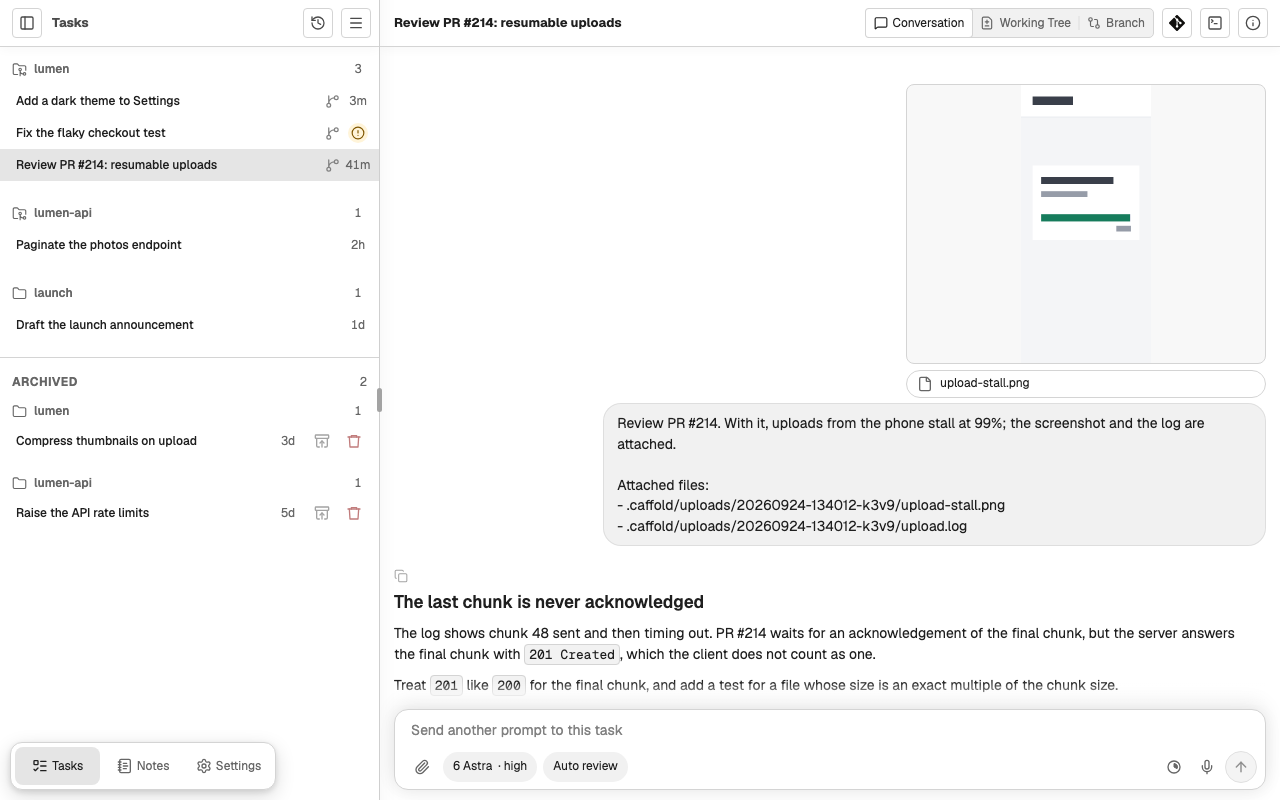 Tasks
lumen 3
Add a dark theme to Settings 3m
Fix the flaky checkout test
Review PR #214: resumable uploads 41m
lumen-api 1
Paginate the photos endpoint 2h
launch 1
Draft the launch announcement 1d
ARCHIVED 2
lumen 1
Compress thumbnails on upload 3d
lumen-api 1
Raise the API rate limits 5d
Tasks Notes Settings
Review PR #214: resumable uploads
Conversation Working Tree Branch
upload-stall.png
Review PR #214. With it, uploads from the phone stall at 99%; the screenshot and the log are
attached.
Attached files:
- .caffold/uploads/20260924-134012-k3v9/upload-stall.png
- .caffold/uploads/20260924-134012-k3v9/upload.log
The last chunk is never acknowledged
The log shows chunk 48 sent and then timing out. PR #214 waits for an acknowledgement of the final chunk, but the server answers
the final chunk with 201 Created, which the client does not count as one.
Treat 201 like 200 for the final chunk, and add a test for a file whose size is an exact multiple of the chunk size.
Send another prompt to this task
6 Astra · high Auto review